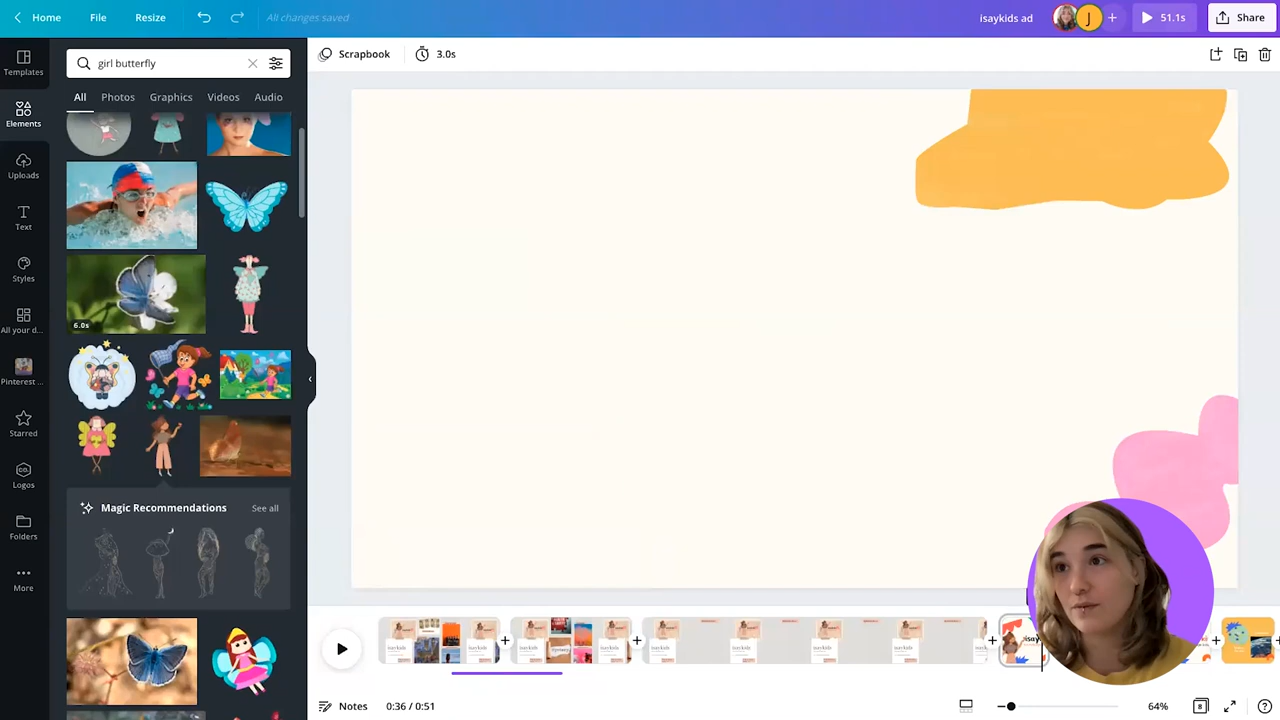 Home
File
Resize
All changes saved
isaykids ad
J
51.1s
Share
Templates
Elements
Uploads
Text
Styles
All your d...
Pinterest ...
Starred
CO.
Logos
Folders
More
girl butterfly
All
Photos
Graphics
Videos
Audio
6.0s
Magic Recommendations
See all
Scrapbook
3.0s
Notes
0:36 / 0:51
64%
8